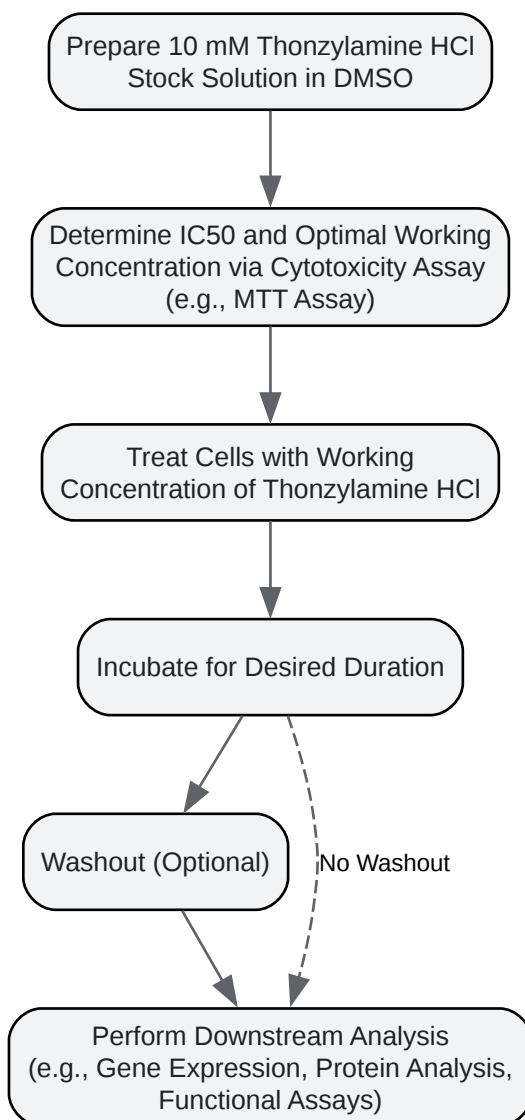 Prepare 10 mM Thonzylamine HCl
Stock Solution in DMSO
Determine IC50 and Optimal Working
Concentration via Cytotoxicity Assay
(e.g., MTT Assay)
Treat Cells with Working
Concentration of Thonzylamine HCl
Incubate for Desired Duration
Washout (Optional)
No Washout
Perform Downstream Analysis
(e.g., Gene Expression, Protein Analysis,
Functional Assays)